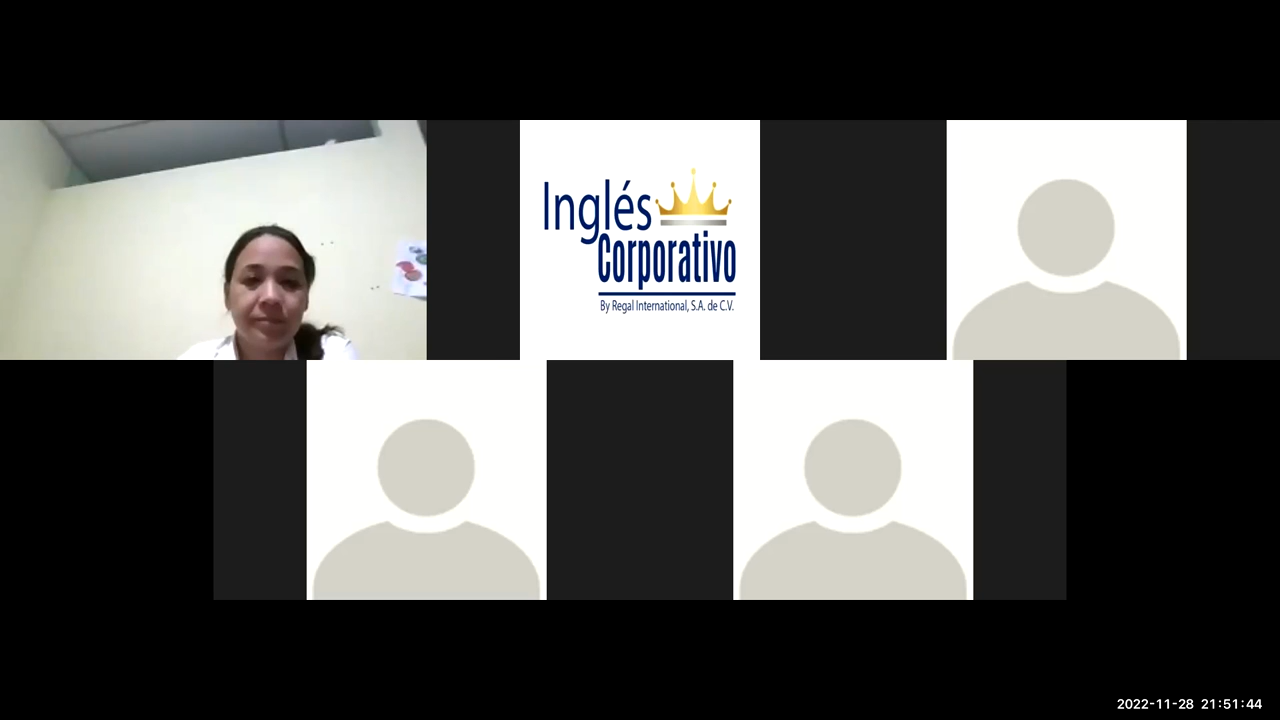 Inglés
Corporativo
By Regal International, S.A. de C.V.
2022-11-28 21:51:44